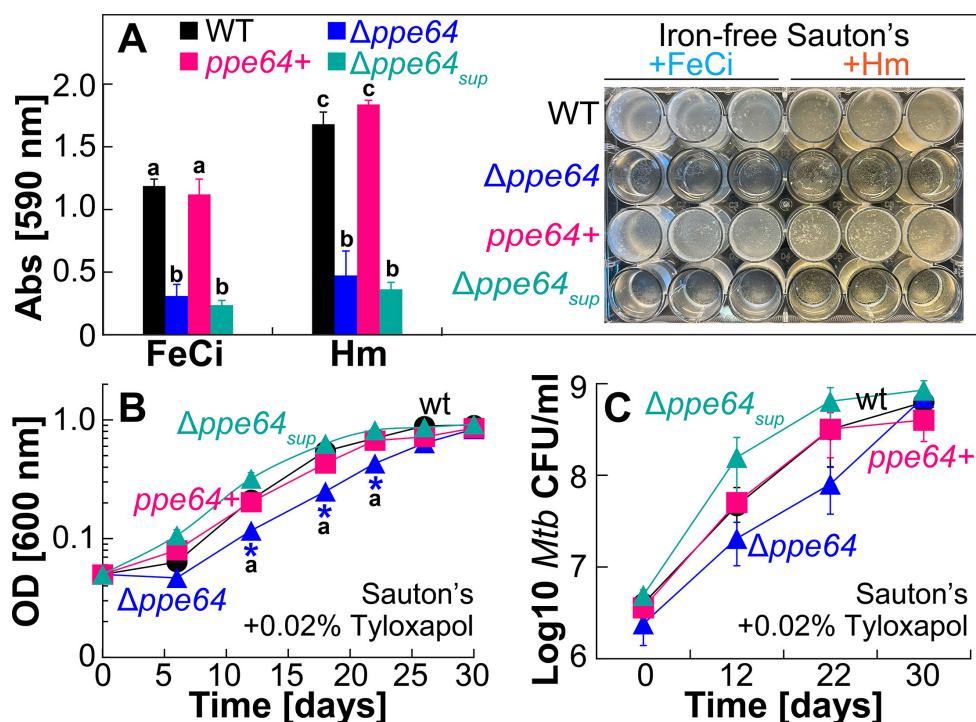 A
WT
Δppe64
ppe64+
Δppe64sup
Abs [590 nm]
2.0
1.5
1.0
0.5
0
a
b
a
b
c
b
c
b
FeCi
Hm
Iron-free Sauton's
+FeCi
+Hm
WT
Δppe64
ppe64+
Δppe64sup
B
OD [600 nm]
1.0
0.1
0
Δppe64sup
wt
ppe64+
Δppe64
*
a
*
a
*
a
Sauton's
+0.02% Tyloxapol
0
5
10
15
20
25
30
Time [days]
C
Log10 Mtb CFU/ml
9
8
7
6
Δppe64sup
wt
ppe64+
Δppe64
Sauton's
+0.02% Tyloxapol
0
12
22
30
Time [days]